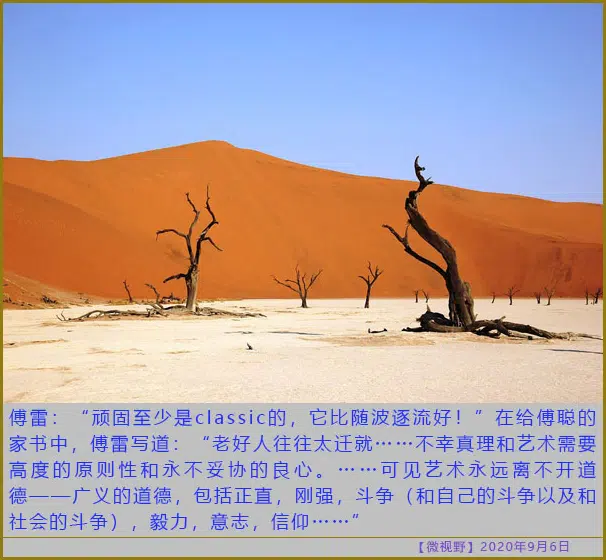 傅雷：“顽固至少是classic的，它比随波逐流好！”在给傅聪的
家书中，傅雷写道：“老好人往往太迁就……不幸真理和艺术需要
高度的原则性和永不妥协的良心。……可见艺术永远离不开道
德——广义的道德，包括正直，刚强，斗争（和自己的斗争以及和
社会的斗争），毅力，意志，信仰……”
【微视野】2020年9月6日